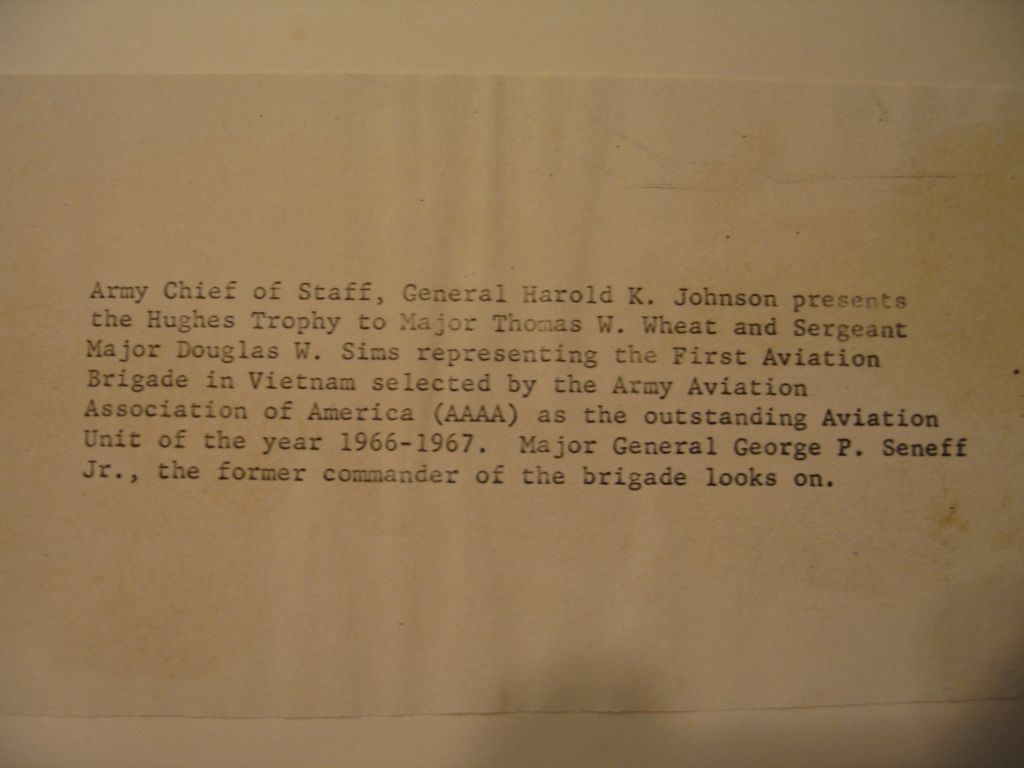 Army Chief of Staff, General Harold K. Johnson presents
the Hughes Trophy to Major Thomas W. Wheat and Sergeant
Major Douglas W. Sims representing the First Aviation
Brigade in Vietnam selected by the Army Aviation
Association of America (AAAA) as the outstanding Aviation
Unit of the year 1966-1967.  Major General George P. Seneff
Jr., the former commander of the brigade looks on.